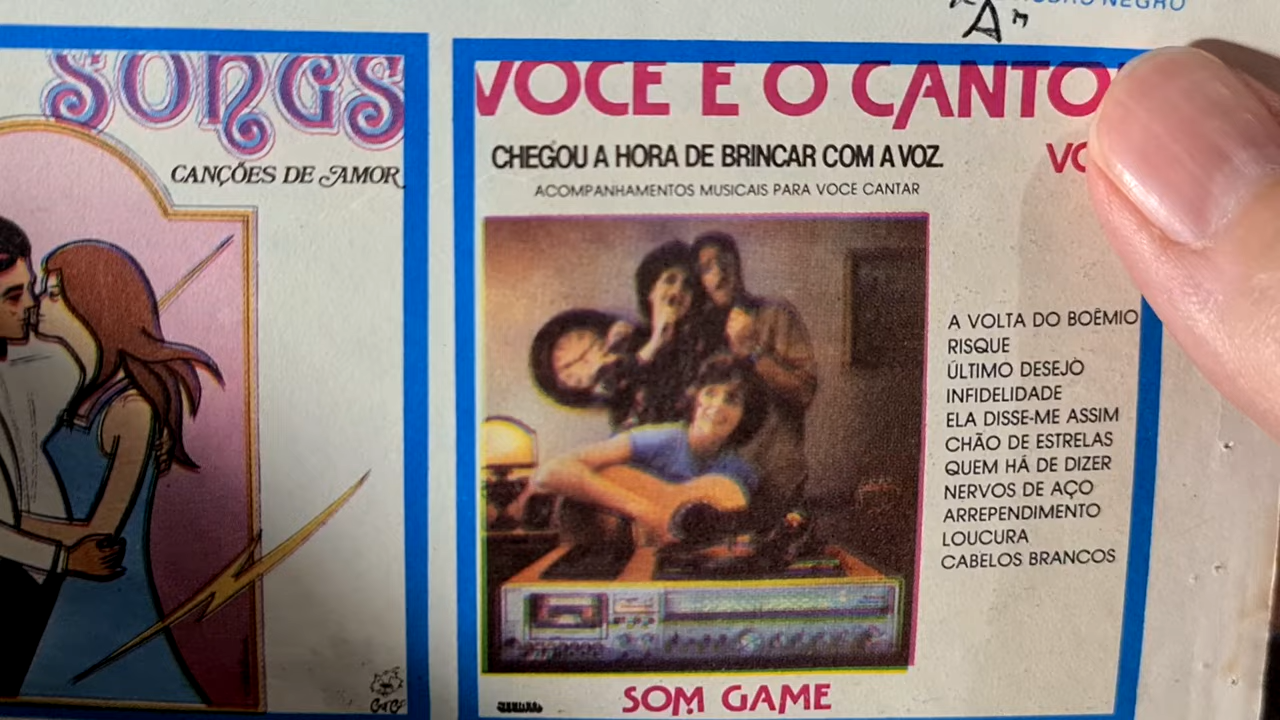 NEGRO
"A"
SONGS
CANÇÕES DE AMOR
VOCE E O CANTO
CHEGOU A HORA DE BRINCAR COM A VOZ.
ACOMPANHAMENTOS MUSICAIS PARA VOCE CANTAR
A VOLTA DO BOÊMIO
RISQUE
ÚLTIMO DESEJO
INFIDELIDADE
ELA DISSE-ME ASSIM
CHÃO DE ESTRELAS
QUEM HÁ DE DIZER
NERVOS DE AÇO
ARREPENDIMENTO
LOUCURA
CABELOS BRANCOS
SOM GAME